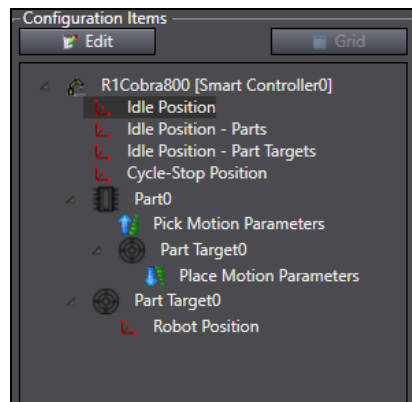 Configuration Items
Edit
Grid
R1Cobra800 [Smart Controller0]
Idle Position
Idle Position - Parts
Idle Position - Part Targets
Cycle-Stop Position
Part0
Pick Motion Parameters
Part Target0
Place Motion Parameters
Part Target0
Robot Position